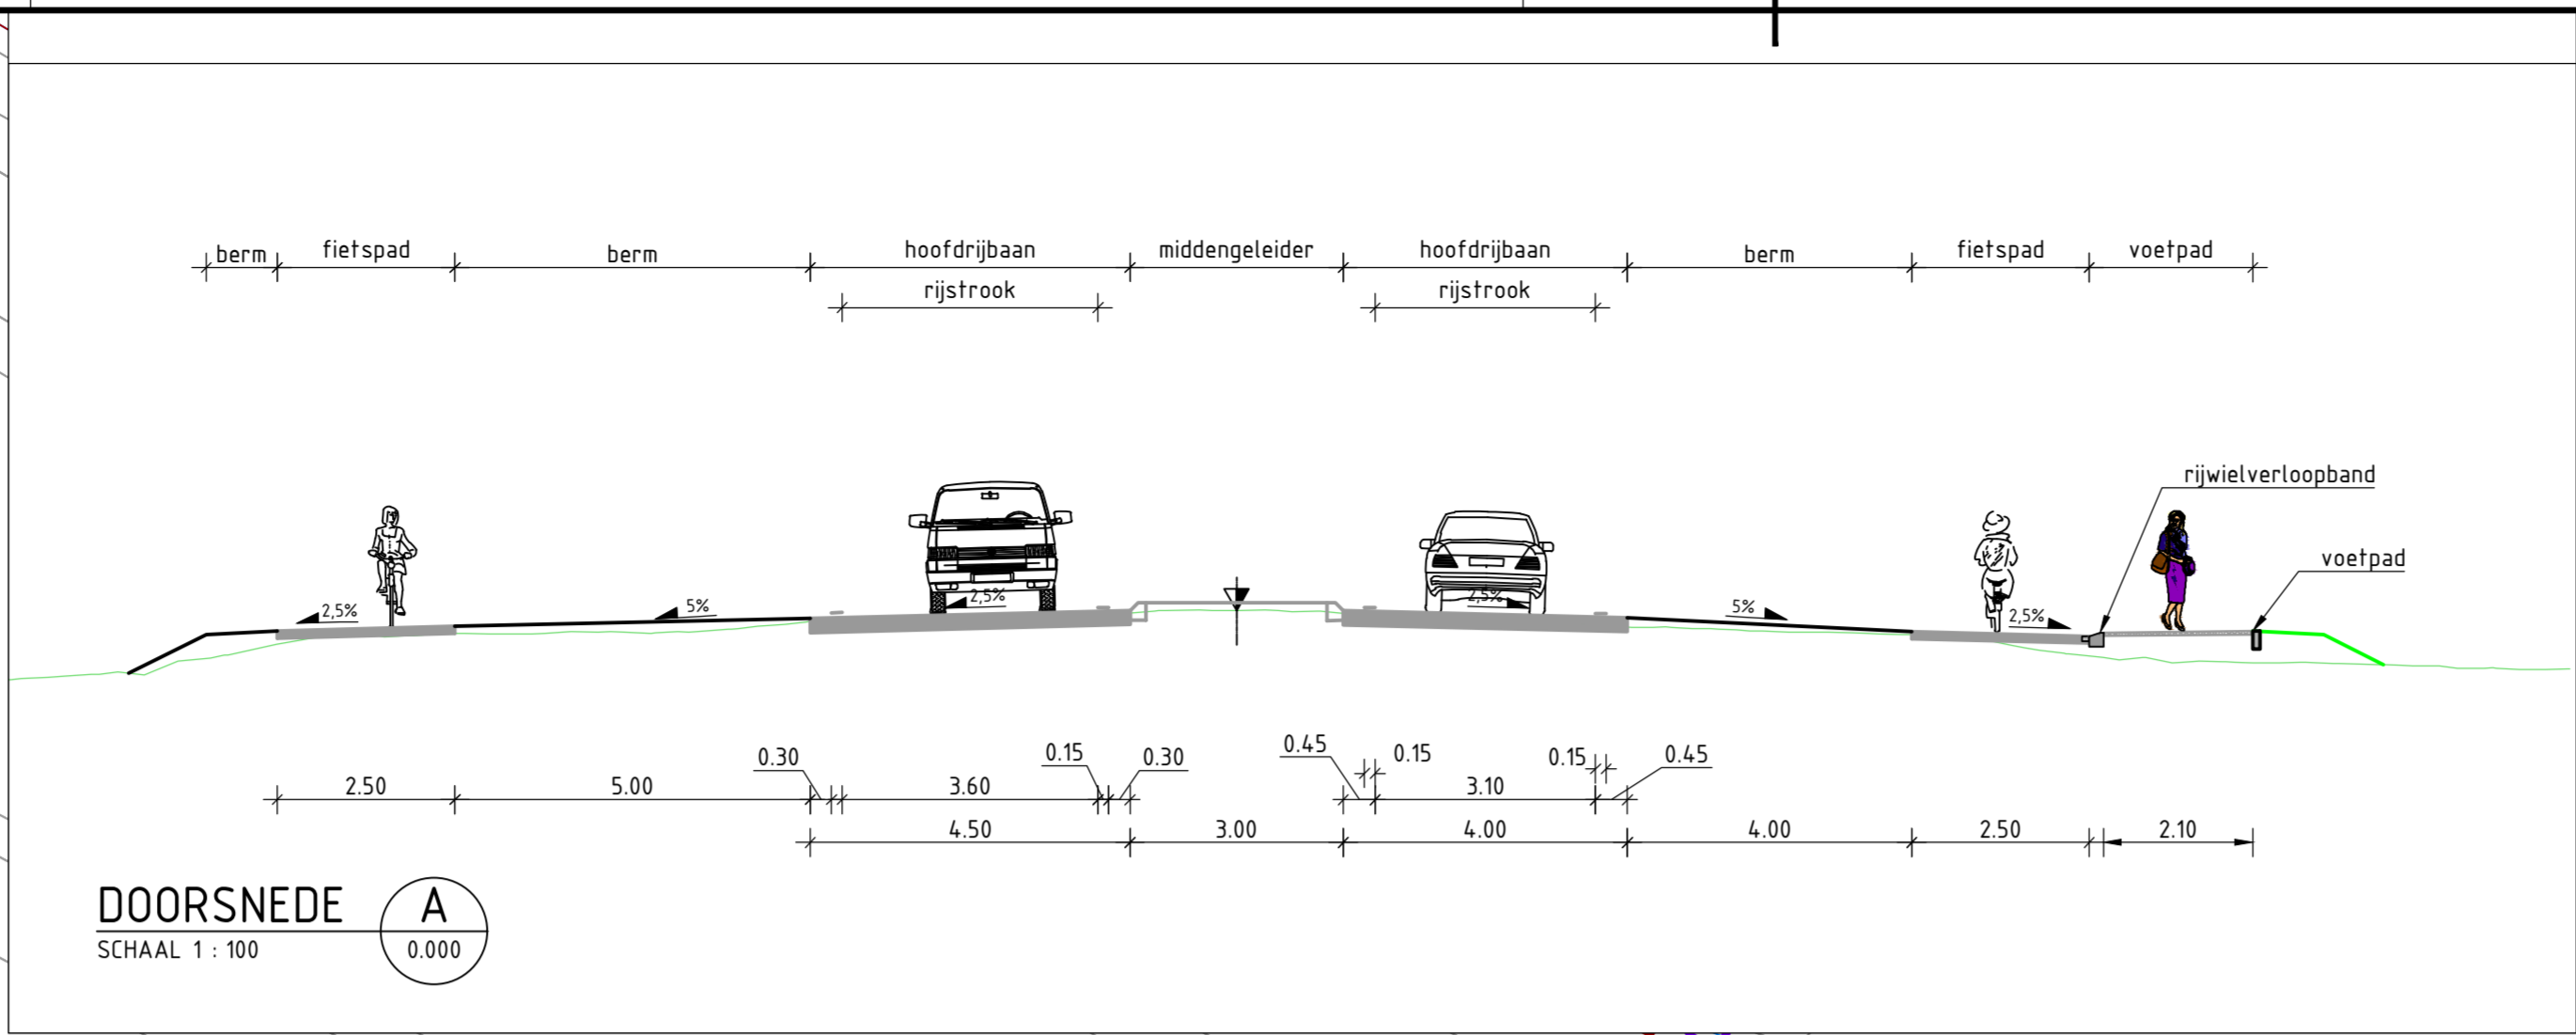 berm fietspad berm hoofdrijbaan middengeleider hoofdrijbaan berm fietspad voetpad
rijstrook rijstrook
rijwielverloopband
voetpad
2,5% 5% 2,5% 2,5% 5% 2,5%
0.30 0.15 0.30 0.45 0.15 0.15 0.45
2.50 5.00 3.60 3.10
4.50 3.00 4.00 4.00 2.50 2.10
DOORSNEDE A
SCHAAL 1 : 100 0.000